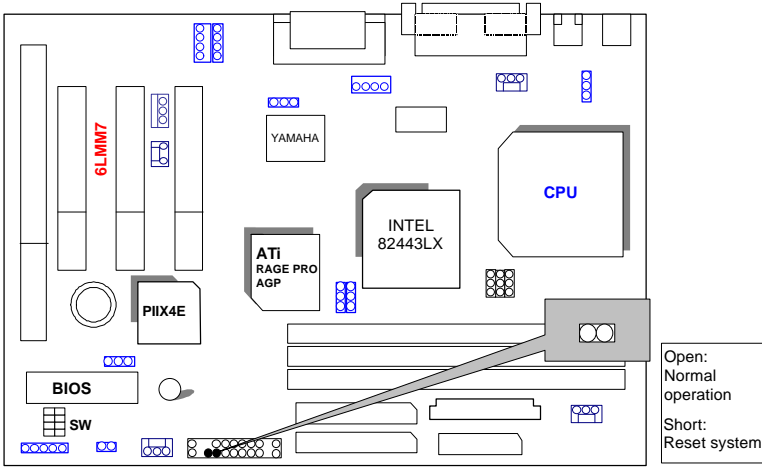 6LMM7
YAMAHA
CPU
INTEL
82443LX
ATi
RAGE PRO
AGP
PIIX4E
BIOS
SW
Open:
Normal
operation
Short:
Reset system